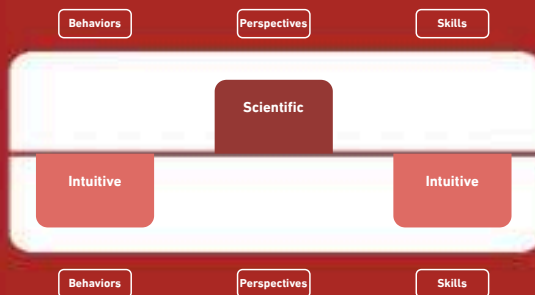 Behaviors Perspectives Skills
Scientific
Intuitive Intuitive
Behaviors Perspectives Skills